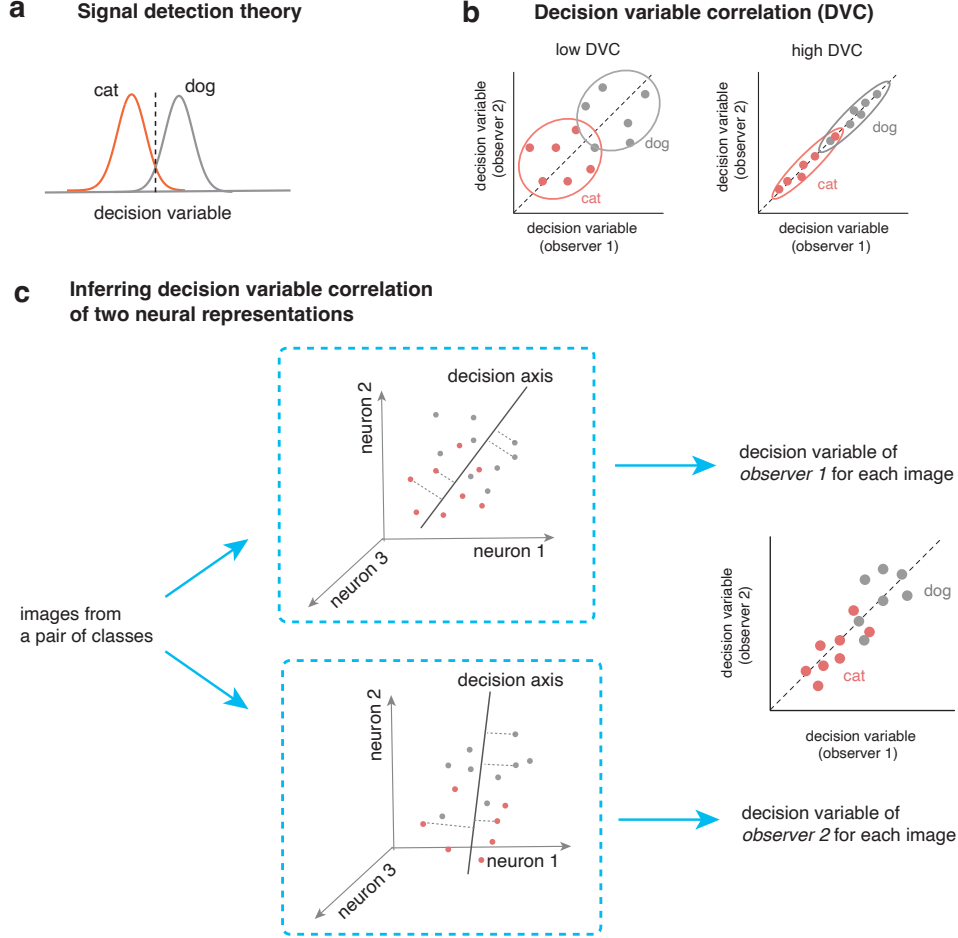 a
Signal detection theory
cat
dog
decision variable
b
Decision variable correlation (DVC)
low DVC
decision variable
(observer 2)
dog
cat
decision variable
(observer 1)
high DVC
decision variable
(observer 2)
dog
cat
decision variable
(observer 1)
c
Inferring decision variable correlation
of two neural representations
images from
a pair of classes
decision axis
neuron 2
neuron 1
neuron 3
decision variable of
observer 1 for each image
decision variable
(observer 2)
dog
cat
decision variable
(observer 1)
decision axis
neuron 2
neuron 1
neuron 3
decision variable of
observer 2 for each image